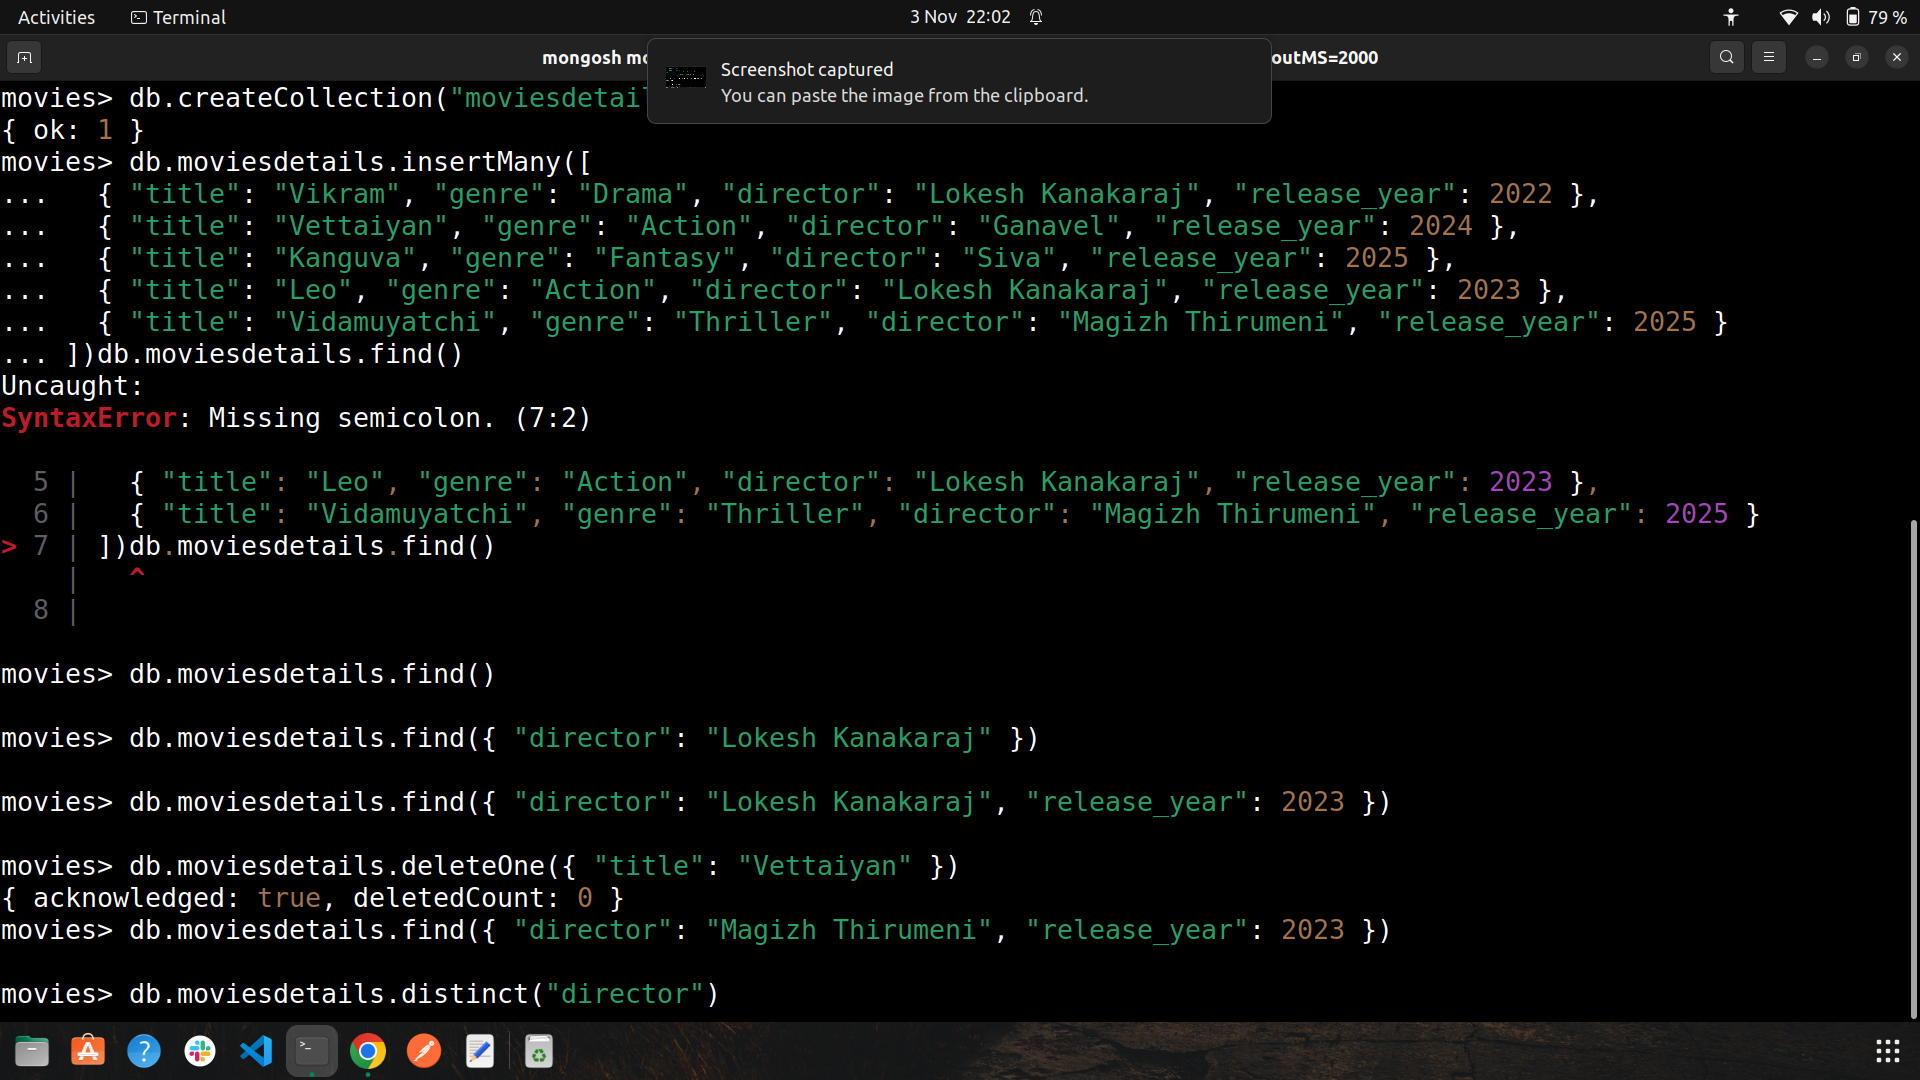 Activities
Terminal
3 Nov 22:02
79 %
mongosh mo
outMS=2000
Screenshot captured
You can paste the image from the clipboard.
movies> db.createCollection("moviesdetail
{ ok: 1 }
movies> db.moviesdetails.insertMany([
...   { "title": "Vikram", "genre": "Drama", "director": "Lokesh Kanakaraj", "release_year": 2022 },
...   { "title": "Vettaiyan", "genre": "Action", "director": "Ganavel", "release_year": 2024 },
...   { "title": "Kanguva", "genre": "Fantasy", "director": "Siva", "release_year": 2025 },
...   { "title": "Leo", "genre": "Action", "director": "Lokesh Kanakaraj", "release_year": 2023 },
...   { "title": "Vidamuyatchi", "genre": "Thriller", "director": "Magizh Thirumeni", "release_year": 2025 }
... ])db.moviesdetails.find()
Uncaught:
SyntaxError: Missing semicolon. (7:2)
  5 |   { "title": "Leo", "genre": "Action", "director": "Lokesh Kanakaraj", "release_year": 2023 },
  6 |   { "title": "Vidamuyatchi", "genre": "Thriller", "director": "Magizh Thirumeni", "release_year": 2025 }
> 7 | ])db.moviesdetails.find()
    |   ^
  8 |
movies> db.moviesdetails.find()
movies> db.moviesdetails.find({ "director": "Lokesh Kanakaraj" })
movies> db.moviesdetails.find({ "director": "Lokesh Kanakaraj", "release_year": 2023 })
movies> db.moviesdetails.deleteOne({ "title": "Vettaiyan" })
{ acknowledged: true, deletedCount: 0 }
movies> db.moviesdetails.find({ "director": "Magizh Thirumeni", "release_year": 2023 })
movies> db.moviesdetails.distinct("director")